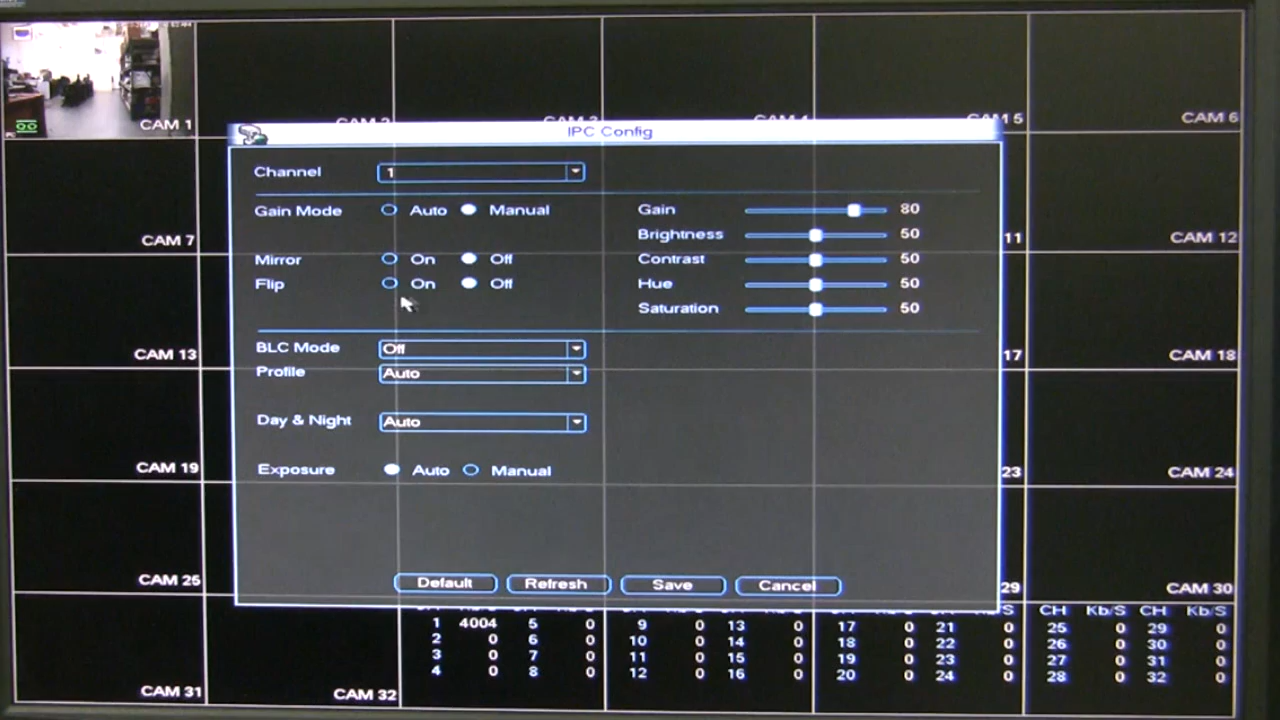 CAM 1
CAM 5
CAM 6
IPC Config
Channel 1
Gain Mode Auto Manual Gain 80
Brightness 50
CAM 7 11 CAM 12
Mirror On Off Contrast 50
Flip On Off Hue 50
Saturation 50
BLC Mode Off
CAM 13 17 CAM 18
Profile Auto
Day & Night Auto
CAM 19 Exposure Auto Manual 23 CAM 24
CAM 25 Default Refresh Save Cancel 29 CAM 30
CH Kb/S CH Kb/S
1 4004 5 0 9 0 13 0 17 0 21 0 25 0 29 0
2 0 6 0 10 0 14 0 18 0 22 0 26 0 30 0
3 0 7 0 11 0 15 0 19 0 23 0 27 0 31 0
4 0 8 0 12 0 16 0 20 0 24 0 28 0 32 0
CAM 31 CAM 32